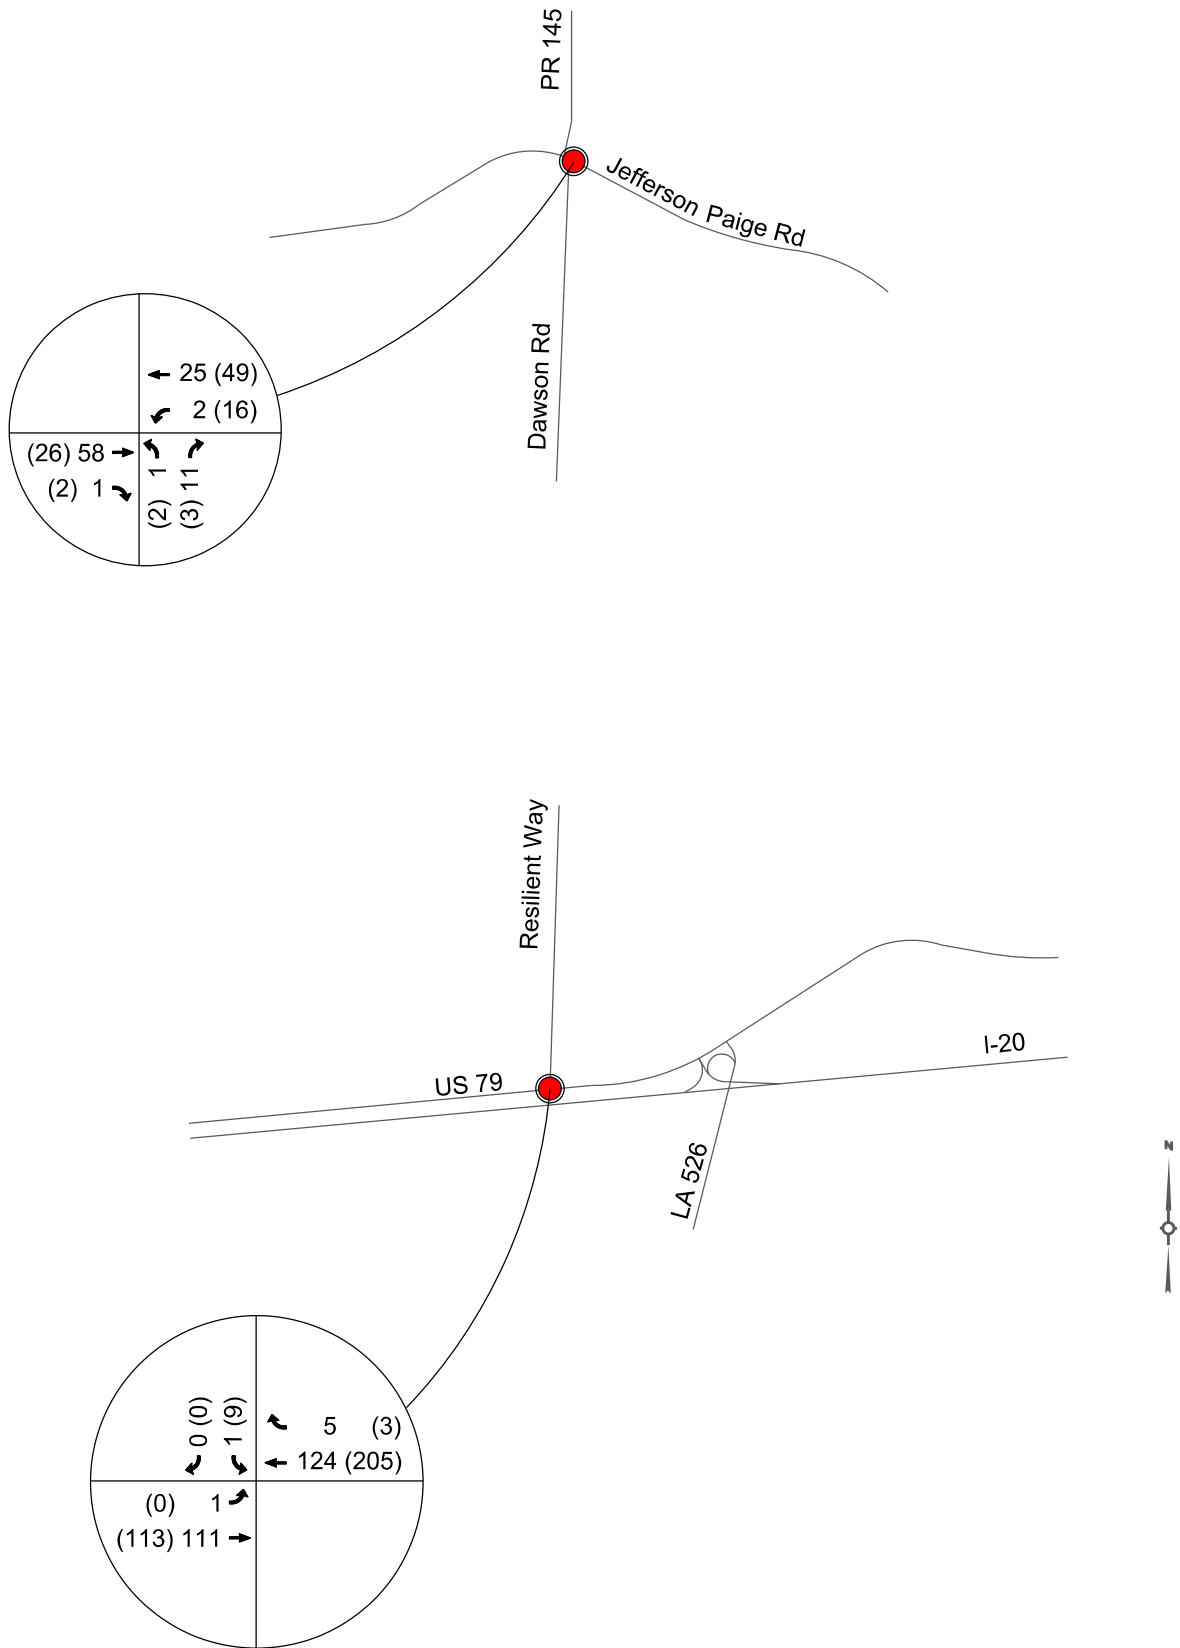 PR 145
Jefferson Paige Rd
Dawson Rd
25 (49)
2 (16)
(26) 58
(2) 1
(2) 1
(3) 11
Resilient Way
US 79
I-20
LA 526
N
0 (0)
1 (9)
5 (3)
124 (205)
(0) 1
(113) 111